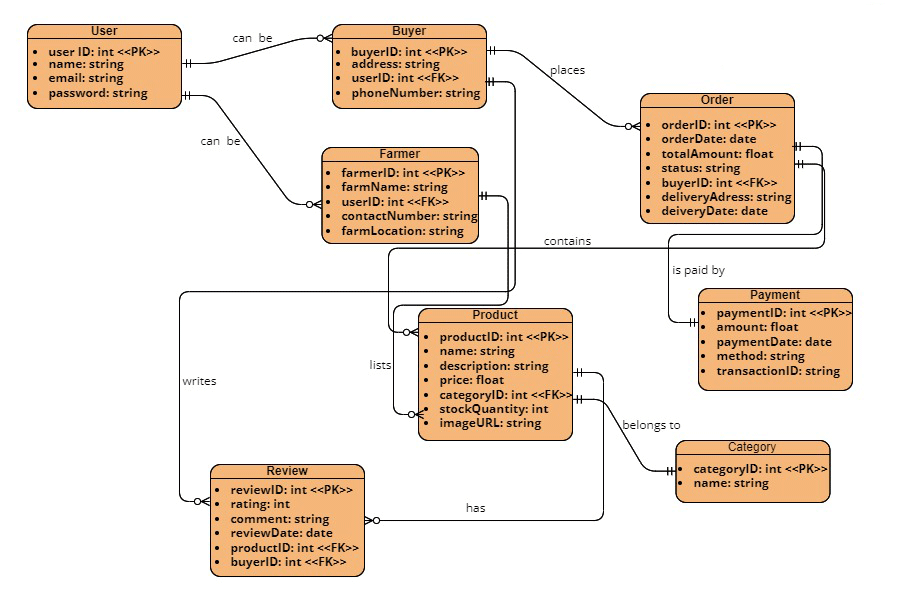 User
user ID: int <<PK>>
name: string
email: string
password: string
can be
Buyer
buyerID: int <<PK>>
address: string
userID: int <<FK>>
phoneNumber: string
places
can be
Farmer
farmerID: int <<PK>>
farmName: string
userID: int <<FK>>
contactNumber: string
farmLocation: string
Order
orderID: int <<PK>>
orderDate: date
totalAmount: float
status: string
buyerID: int <<FK>>
deliveryAdress: string
deiveryDate: date
contains
is paid by
Payment
paymentID: int <<PK>>
amount: float
paymentDate: date
method: string
transactionID: string
Product
productID: int <<PK>>
name: string
description: string
price: float
categoryID: int <<FK>>
stockQuantity: int
imageURL: string
lists
writes
belongs to
Category
categoryID: int <<PK>>
name: string
Review
reviewID: int <<PK>>
rating: int
comment: string
reviewDate: date
productID: int <<FK>>
buyerID: int <<FK>>
has